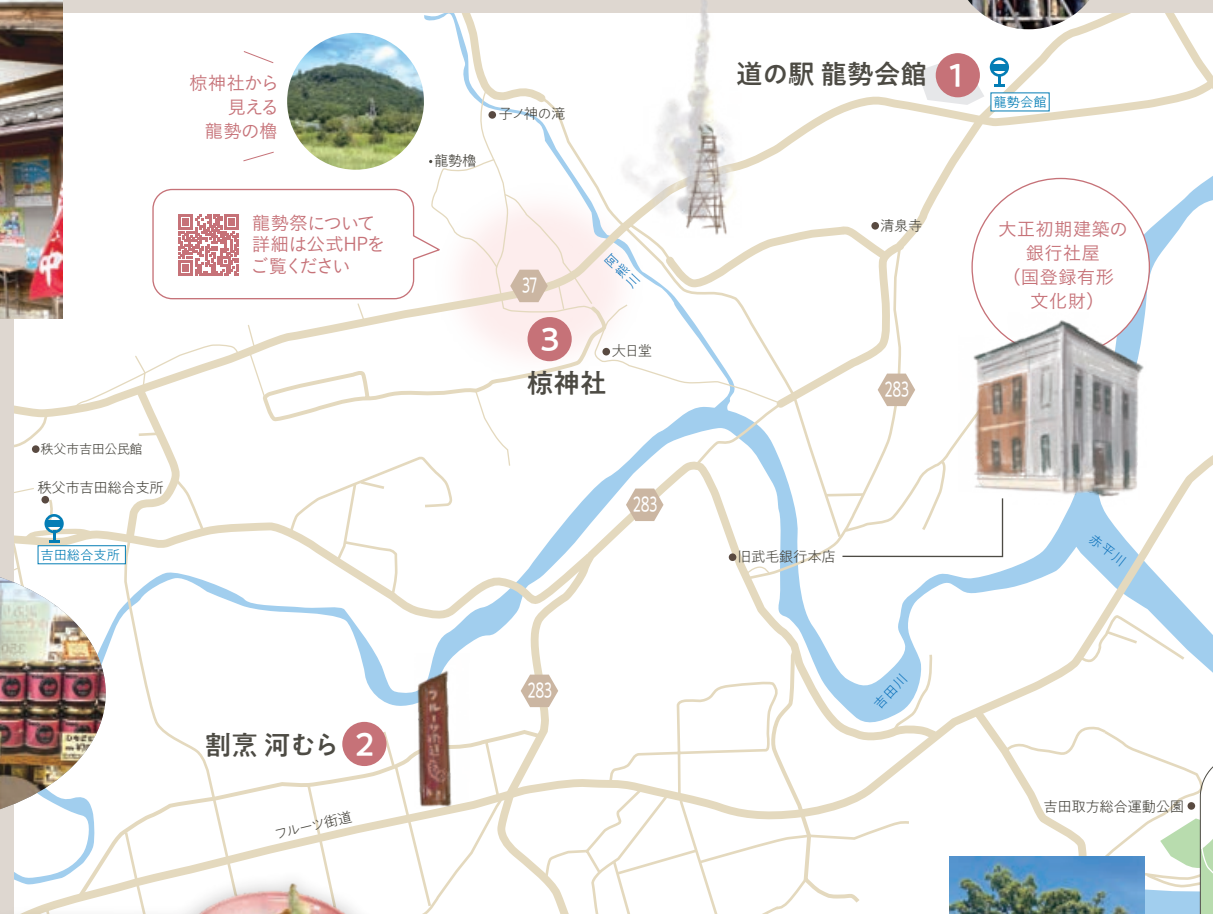 道の駅 龍勢会館 1
龍勢会館
椋神社から
見える
龍勢の櫓
子ノ神の滝
龍勢櫓
龍勢祭について
詳細は公式HPを
ご覧ください
清泉寺
大正初期建築の
銀行社屋
(国登録有形
文化財)
阿熊川
37
3
椋神社
大日堂
283
秩父市吉田公民館
秩父市吉田総合支所
吉田総合支所
283
旧武毛銀行本店
赤平川
283
吉田川
割烹 河むら 2
フルーツ街道
フルーツ街道
吉田取方総合運動公園